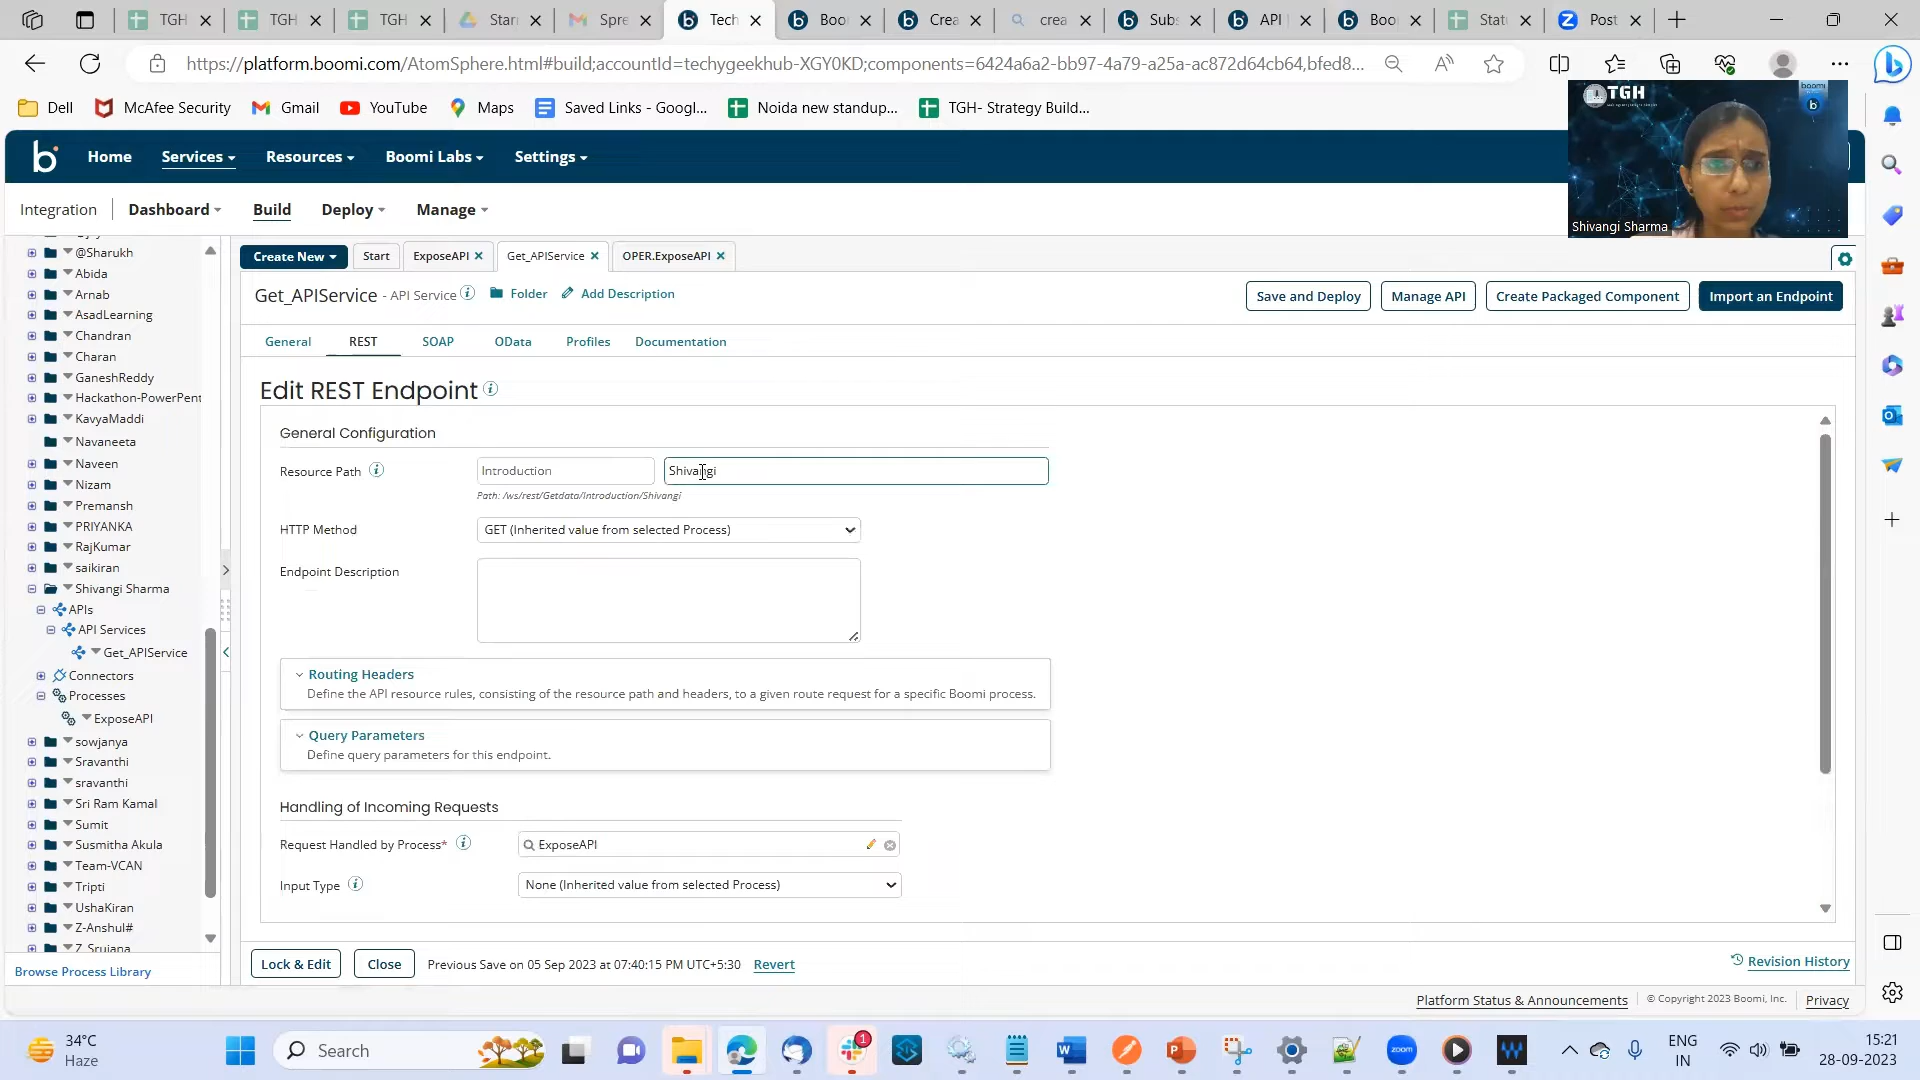 TGH
TGH
TGH
Star
Spre
Tech
Boo
Crea
crea
Subs
API
Boo
Stat
Post
https://platform.boomi.com/AtomSphere.html#build;accountId=techygeekhub-XGY0KD;components=6424a6a2-bb97-4a79-a25a-ac872d64cb64,bfed8...
Dell
McAfee Security
Gmail
YouTube
Maps
Saved Links - Googl...
Noida new standup...
TGH- Strategy Build...
TGH
boomi
b
Shivangi Sharma
b
Home
Services
Resources
Boomi Labs
Settings
Integration
Dashboard
Build
Deploy
Manage
@Sharukh
Abida
Arnab
AsadLearning
Chandran
Charan
GaneshReddy
Hackathon-PowerPent
KavyaMaddi
Navaneeta
Naveen
Nizam
Premansh
PRIYANKA
RajKumar
saikiran
Shivangi Sharma
APIs
API Services
Get_APIService
Connectors
Processes
ExposeAPI
sowjanya
Sravanthi
sravanthi
Sri Ram Kamal
Sumit
Susmitha Akula
Team-VCAN
Tripti
UshaKiran
Z-Anshul#
Z_Srujana
Browse Process Library
Create New
Start
ExposeAPI
Get_APIService
OPER.ExposeAPI
Get_APIService - API Service
Folder
Add Description
Save and Deploy
Manage API
Create Packaged Component
Import an Endpoint
General
REST
SOAP
OData
Profiles
Documentation
Edit REST Endpoint
General Configuration
Resource Path
Introduction
Shivangi
Path: /ws/rest/Getdata/Introduction/Shivangi
HTTP Method
GET (Inherited value from selected Process)
Endpoint Description
Routing Headers
Define the API resource rules, consisting of the resource path and headers, to a given route request for a specific Boomi process.
Query Parameters
Define query parameters for this endpoint.
Handling of Incoming Requests
Request Handled by Process*
ExposeAPI
Input Type
None (Inherited value from selected Process)
Lock & Edit
Close
Previous Save on 05 Sep 2023 at 07:40:15 PM UTC+5:30
Revert
Revision History
Platform Status & Announcements
© Copyright 2023 Boomi, Inc.
Privacy
34°C
Haze
Search
1
zoom
ENG
IN
15:21
28-09-2023